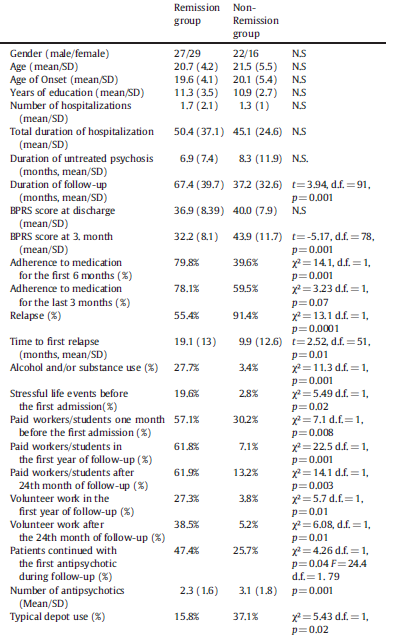 Remission group Non-Remission group
Gender (male/female) 27/29 22/16 N.S
Age (mean/SD) 20.7 (4.2) 21.5 (5.5) N.S
Age of Onset (mean/SD) 19.6 (4.1) 20.1 (5.4) N.S
Years of education (mean/SD) 11.3 (3.5) 10.9 (2.7) N.S
Number of hospitalizations 1.7 (2.1) 1.3 (1) N.S
(mean/SD)
Total duration of hospitalization 50.4 (37.1) 45.1 (24.6) N.S
(mean/SD)
Duration of untreated psychosis 6.9 (7.4) 8.3 (11.9) N.S.
(months, mean/SD)
Duration of follow-up 67.4 (39.7) 37.2 (32.6) t = 3.94, d.f. = 91,
(months, mean/SD) p = 0.001
BPRS score at discharge 36.9 (8.39) 40.0 (7.9) N.S
(mean/SD)
BPRS score at 3. month 32.2 (8.1) 43.9 (11.7) t= -5.17, d.f. = 78,
(mean/SD) p = 0.001
Adherence to medication 79.8% 39.6% χ² = 14.1, d.f. = 1,
for the first 6 months (%) p = 0.001
Adherence to medication 78.1% 59.5% χ² = 3.23 d.f. = 1,
for the last 3 months (%) p = 0.07
Relapse (%) 55.4% 91.4% χ² = 13.1 d.f. = 1,
p = 0.0001
Time to first relapse 19.1 (13) 9.9 (12.6) t = 2.52, d.f. = 51,
(months, mean/SD) p = 0.01
Alcohol and/or substance use (%) 27.7% 3.4% χ² = 11.3 d.f. = 1,
p = 0.001
Stressful life events before 19.6% 2.8% χ² = 5.49 d.f. = 1,
the first admission(%) p = 0.02
Paid workers/students one month 57.1% 30.2% χ² = 7.1 d.f. = 1,
before the first admission (%) p = 0.008
Paid workers/students in 61.8% 7.1% χ² = 22.5 d.f. = 1,
the first year of follow-up (%) p = 0.001
Paid workers/students after 61.9% 13.2% χ² = 14.1 d.f. = 1,
24th month of follow-up (%) p = 0.003
Volunteer work in the 27.3% 3.8% χ² = 5.7 d.f. = 1,
first year of follow-up (%) p = 0.01
Volunteer work after 38.5% 5.2% χ² = 6.08, d.f. = 1,
the 24th month of follow-up (%) p = 0.01
Patients continued with 47.4% 25.7% χ² = 4.26 d.f. = 1,
the first antipsychotic p = 0.04 F = 24.4
during follow-up (%) d.f. = 1. 79
Number of antipsychotics 2.3 (1.6) 3.1 (1.8) p = 0.001
(Mean/SD)
Typical depot use (%) 15.8% 37.1% χ² = 5.43 d.f. = 1,
p = 0.02